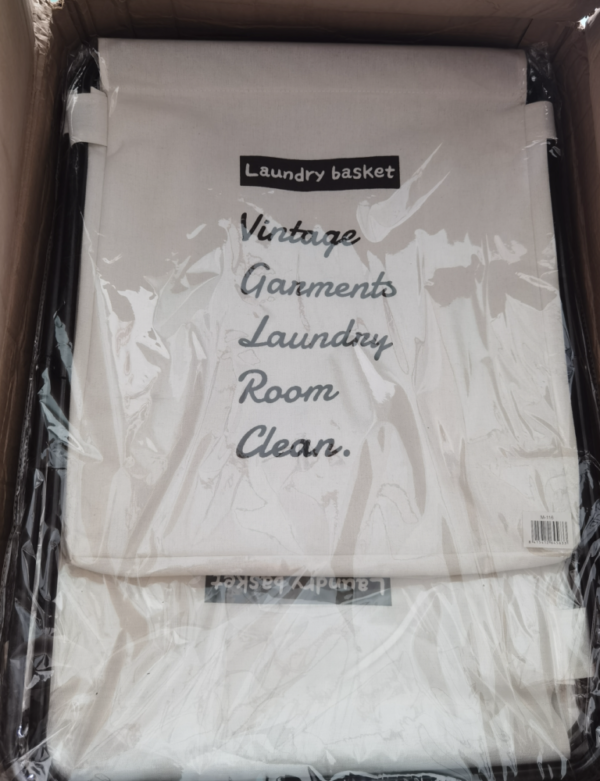 Laundry basket
Vintage
Garments
Laundry
Room
Clean.
Laundry basket